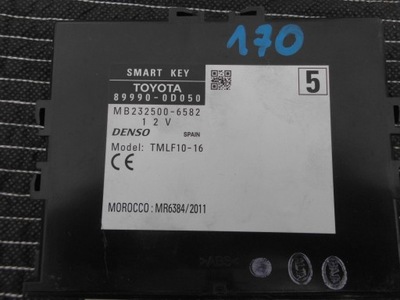 170
SMART KEY
TOYOTA
89990-0D050
5
MB232500-6582
12V
DENSO SPAIN
Model: TMLF10-16
CE
MOROCCO: MR6384/2011
>ABS<